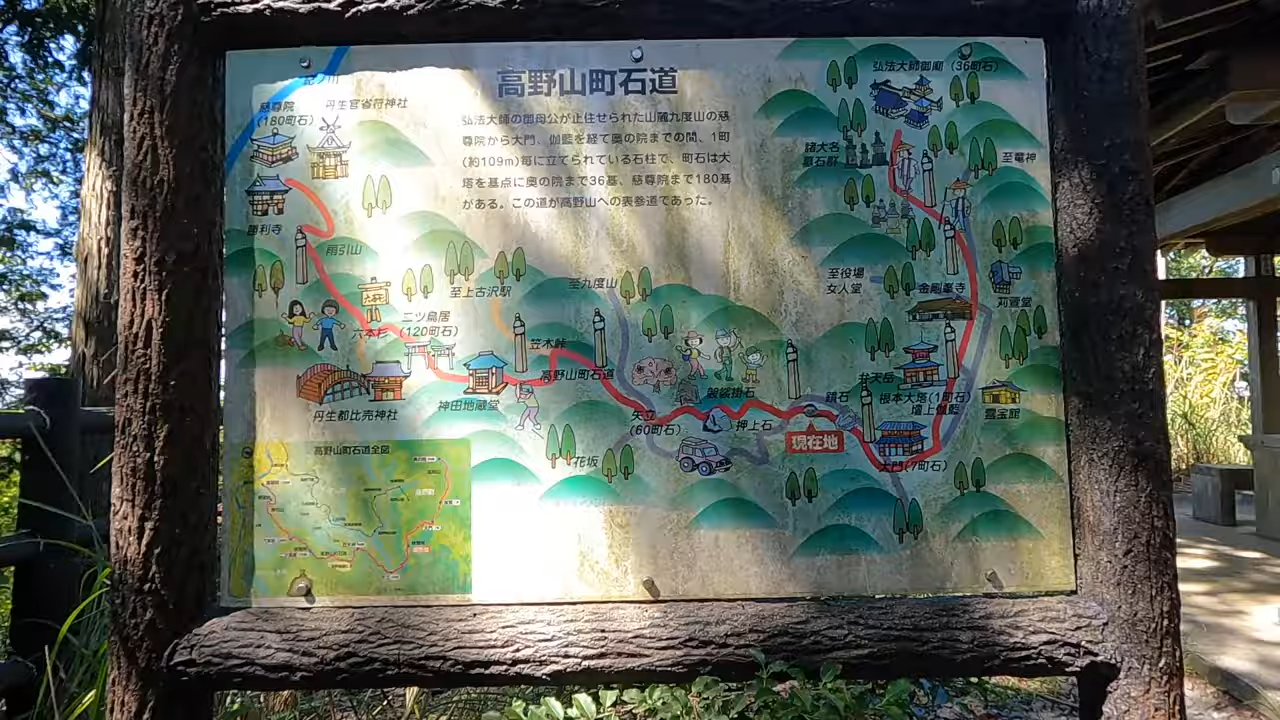 高野山町石道
弘法大師の御母公が止住せられた山麓九度山の慈
尊院から大門、伽藍を経て奥の院までの間、1町
(約109m)毎に立てられている石柱で、町石は大
塔を基点に奥の院まで36基、慈尊院まで180基
がある。この道が高野山への表参道であった。
紀ノ川
慈尊院
(180町石)
丹生官省符神社
勝利寺
雨引山
六本杉
二ツ鳥居
(120町石)
至上古沢駅
丹生都比売神社
神田地蔵堂
笠木峠
高野山町石道
至九度山
矢立
(60町石)
花坂
袈裟掛石
押上石
現在地
鏡石
弁天岳
大門(7町石)
根本大塔(1町石)
壇上伽藍
霊宝館
金剛峯寺
苅萱堂
至役場
女人堂
諸大名
墓石群
至竜神
弘法大師御廟(36町石)
高野山町石道全図